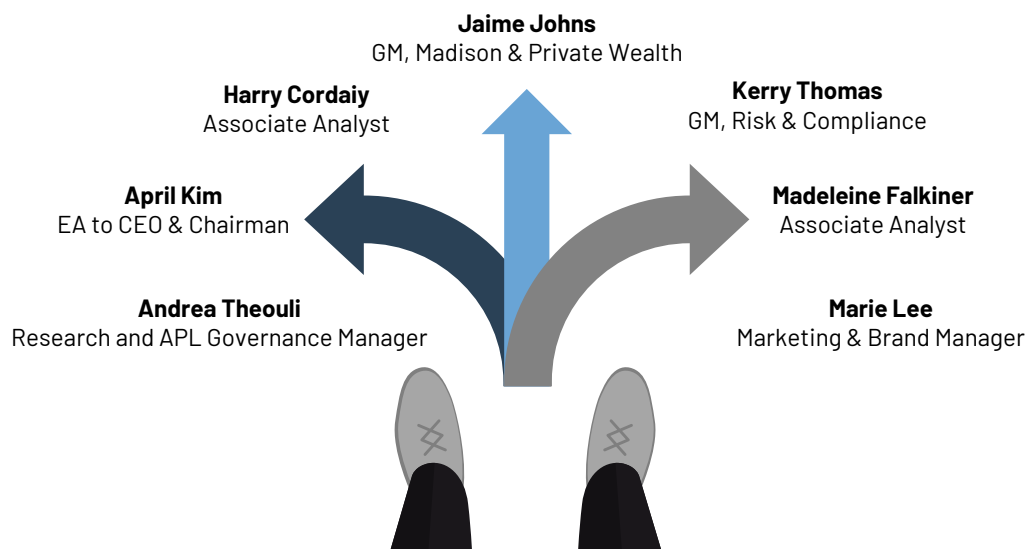 Jaime Johns
GM, Madison & Private Wealth
Harry Cordaiy
Associate Analyst
Kerry Thomas
GM, Risk & Compliance
April Kim
EA to CEO & Chairman
Madeleine Falkiner
Associate Analyst
Andrea Theouli
Research and APL Governance Manager
Marie Lee
Marketing & Brand Manager